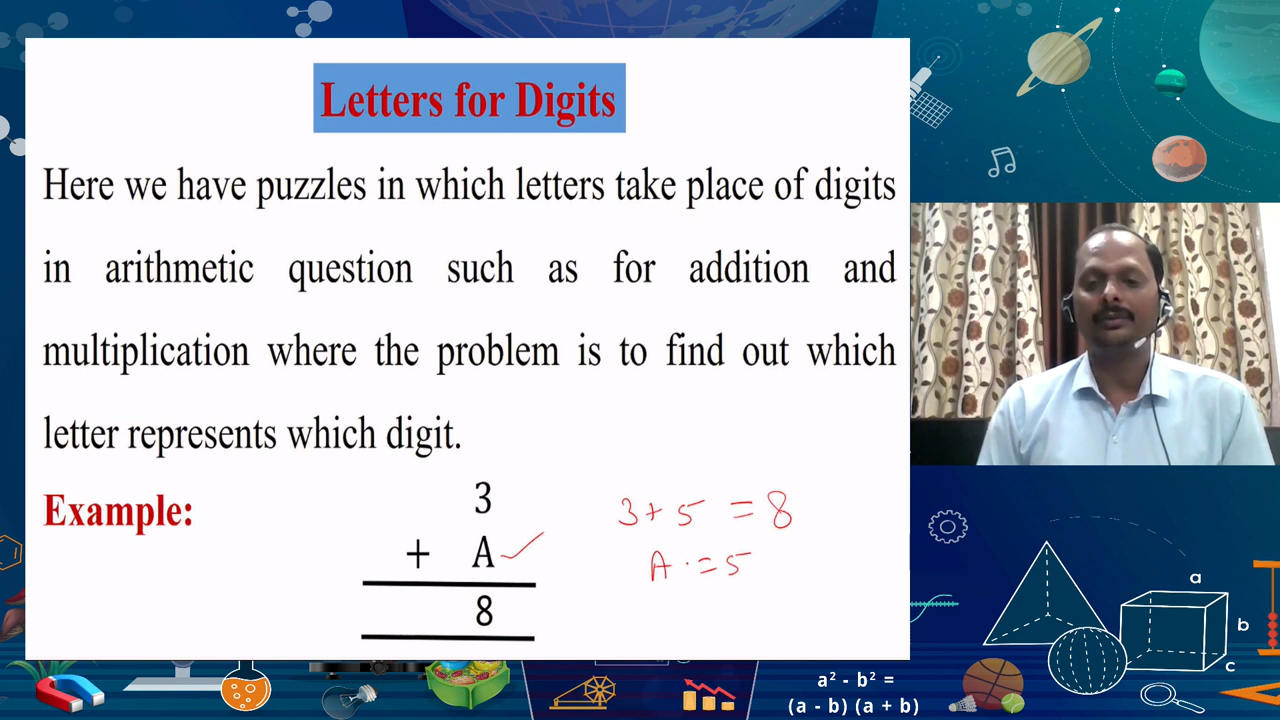 Letters for Digits
Here we have puzzles in which letters take place of digits
in arithmetic question such as for addition and
multiplication where the problem is to find out which
letter represents which digit.
Example:
3
+ A
8
3+5 = 8
A .= 5
a
b
c
a² - b² =
(a - b) (a + b)